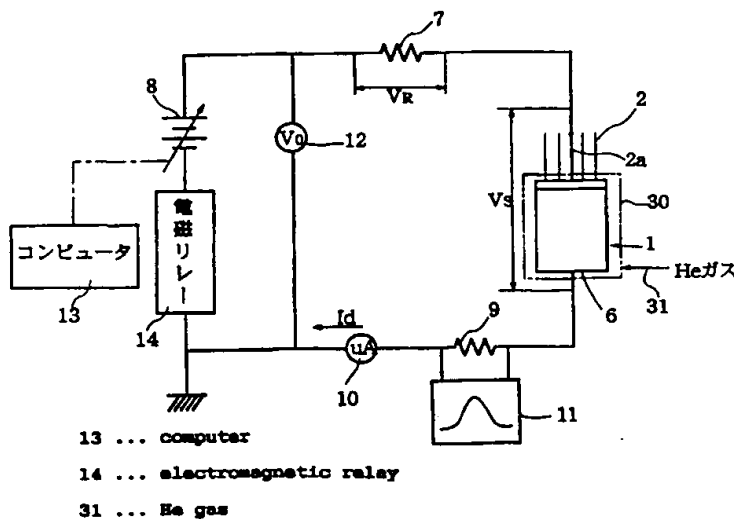 7
VR
8
V0
12
2
2a
VS
30
1
コンピュータ
13
電磁リレー
14
Heガス
31
6
Id
9
uA
10
11
13 ... computer
14 ... electromagnetic relay
31 ... He gas